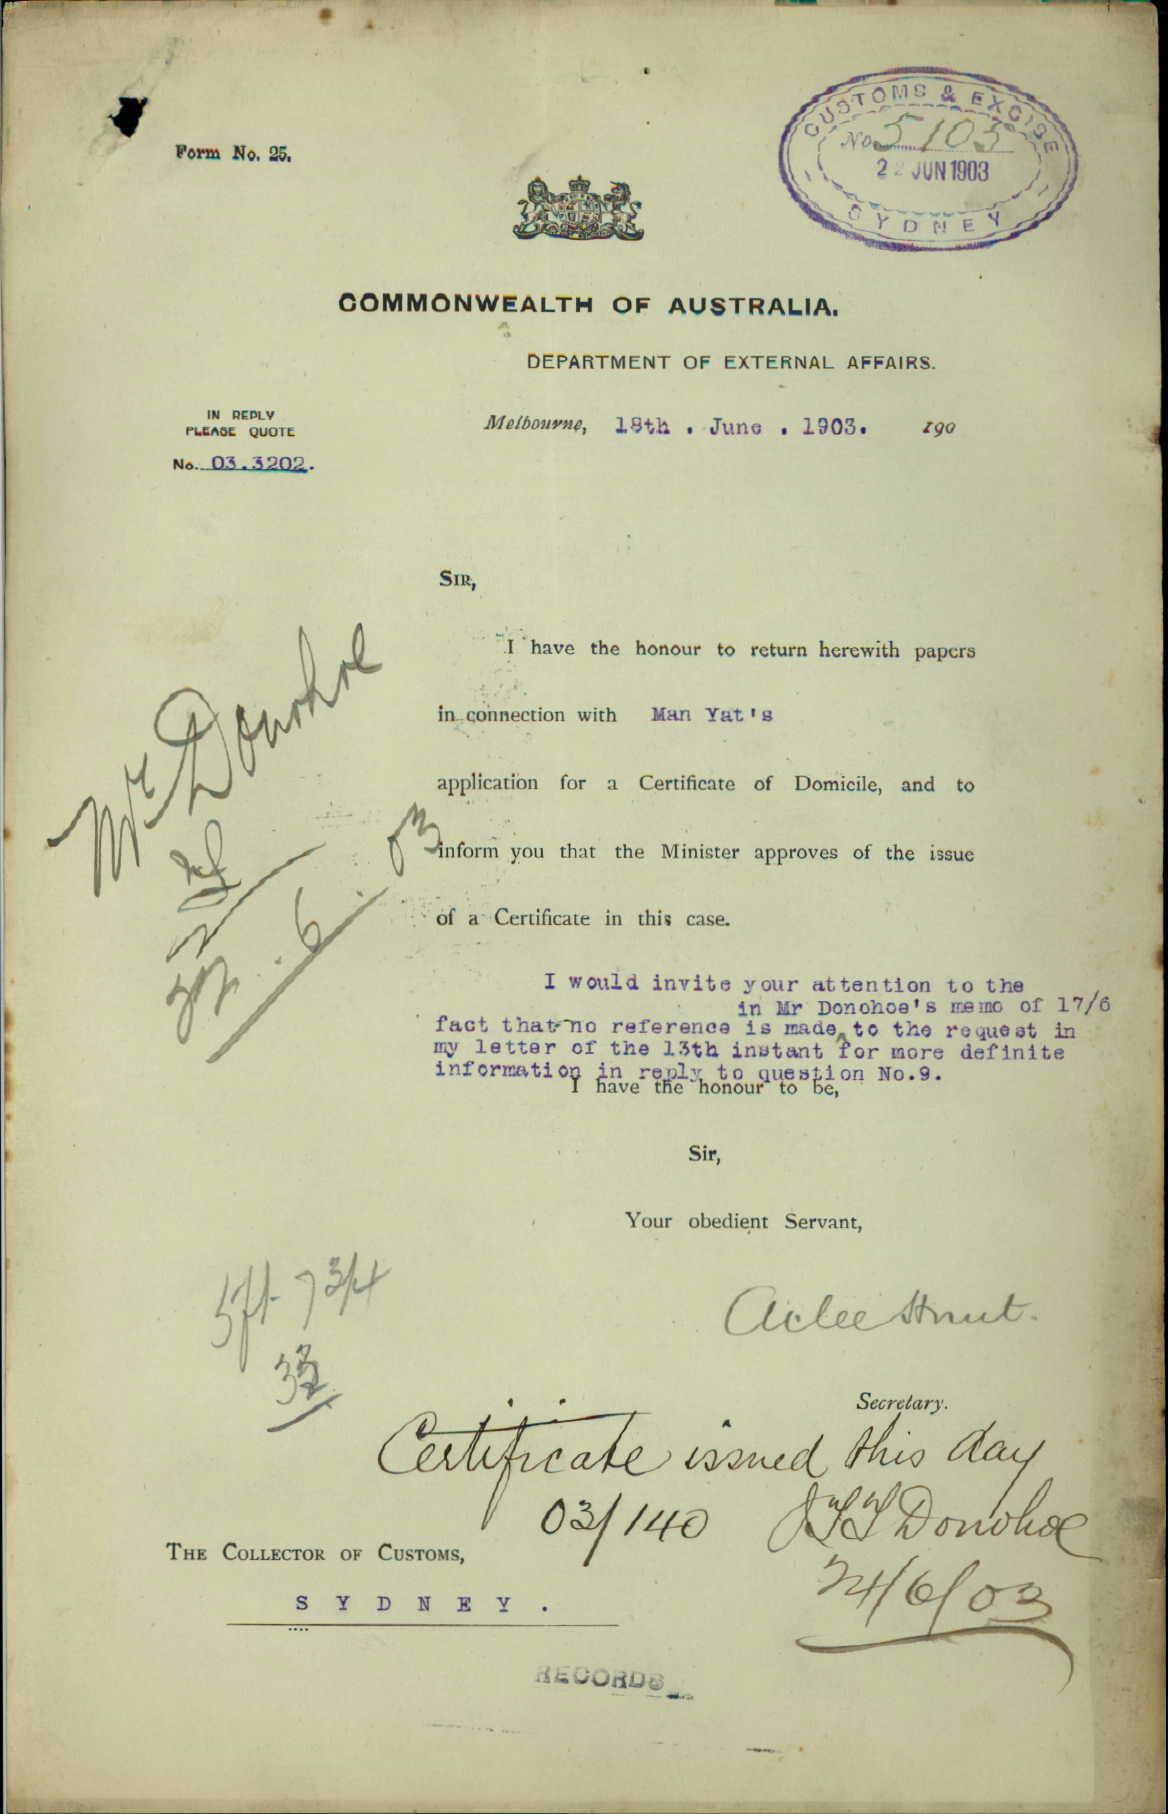 Form No. 25.
CUSTOMS & EXCISE
No 5105
22 JUN 1903
SYDNEY
COMMONWEALTH OF AUSTRALIA.
DEPARTMENT OF EXTERNAL AFFAIRS.
IN REPLY
PLEASE QUOTE
No. 03.3202.
Melbourne, 18th . June . 1903. 190
SIR,
I have the honour to return herewith papers
in connection with Man Yat's
application for a Certificate of Domicile, and to
inform you that the Minister approves of the issue
of a Certificate in this case.
Mr Donohoe
22.6.03
I would invite your attention to the
in Mr Donohoe's memo of 17/6
fact that no reference is made ^ to the request in
my letter of the 13th instant for more definite
information in reply to question No.9.
I have the honour to be,
Sir,
Your obedient Servant,
5ft 7 3/4
Atlee Hunt.
Secretary.
Certificate issued this day
03/140 JTT Donohoe
24/6/03
THE COLLECTOR OF CUSTOMS,
SYDNEY.
RECORDS